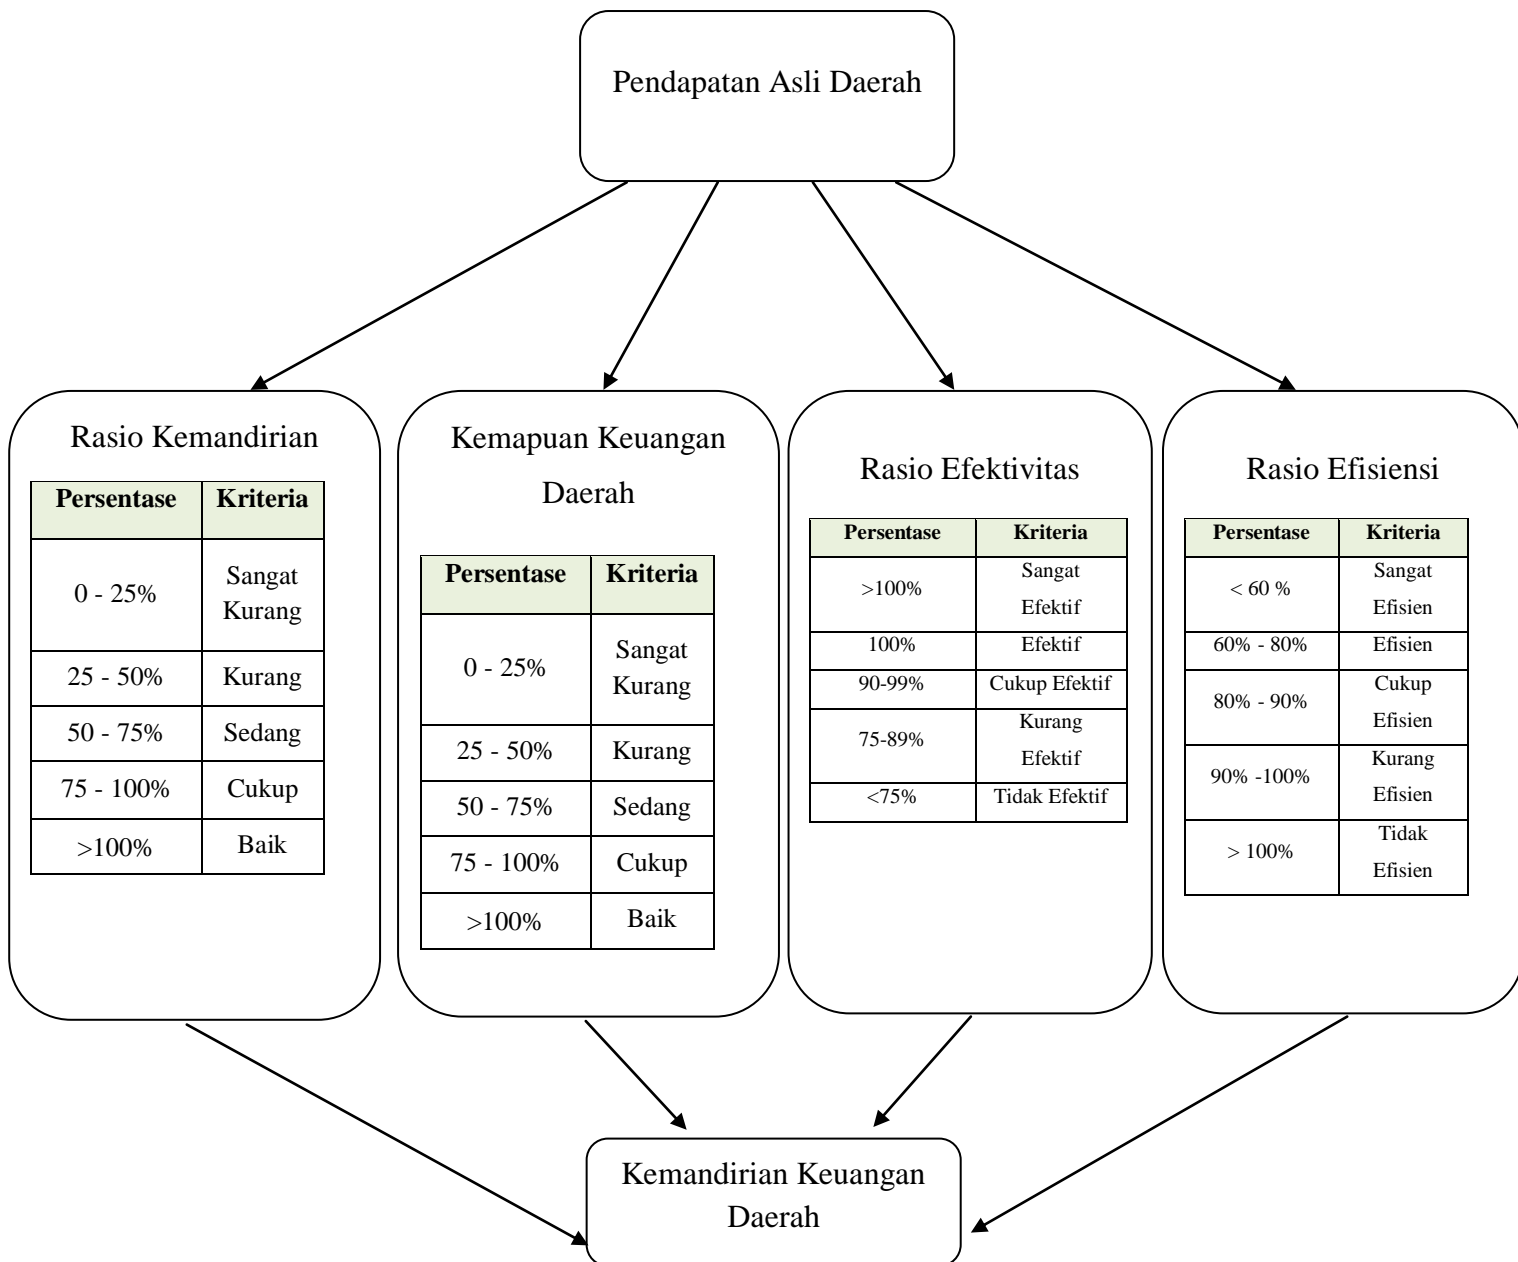 Pendapatan Asli Daerah
Rasio Kemandirian
Persentase Kriteria
0 - 25% Sangat
Kurang
25 - 50% Kurang
50 - 75% Sedang
75 - 100% Cukup
>100% Baik
Kemapuan Keuangan
Daerah
Persentase Kriteria
0 - 25% Sangat
Kurang
25 - 50% Kurang
50 - 75% Sedang
75 - 100% Cukup
>100% Baik
Rasio Efektivitas
Persentase Kriteria
>100% Sangat
Efektif
100% Efektif
90-99% Cukup Efektif
75-89% Kurang
Efektif
<75% Tidak Efektif
Rasio Efisiensi
Persentase Kriteria
< 60 % Sangat
Efisien
60% - 80% Efisien
80% - 90% Cukup
Efisien
90% -100% Kurang
Efisien
> 100% Tidak
Efisien
Kemandirian Keuangan
Daerah